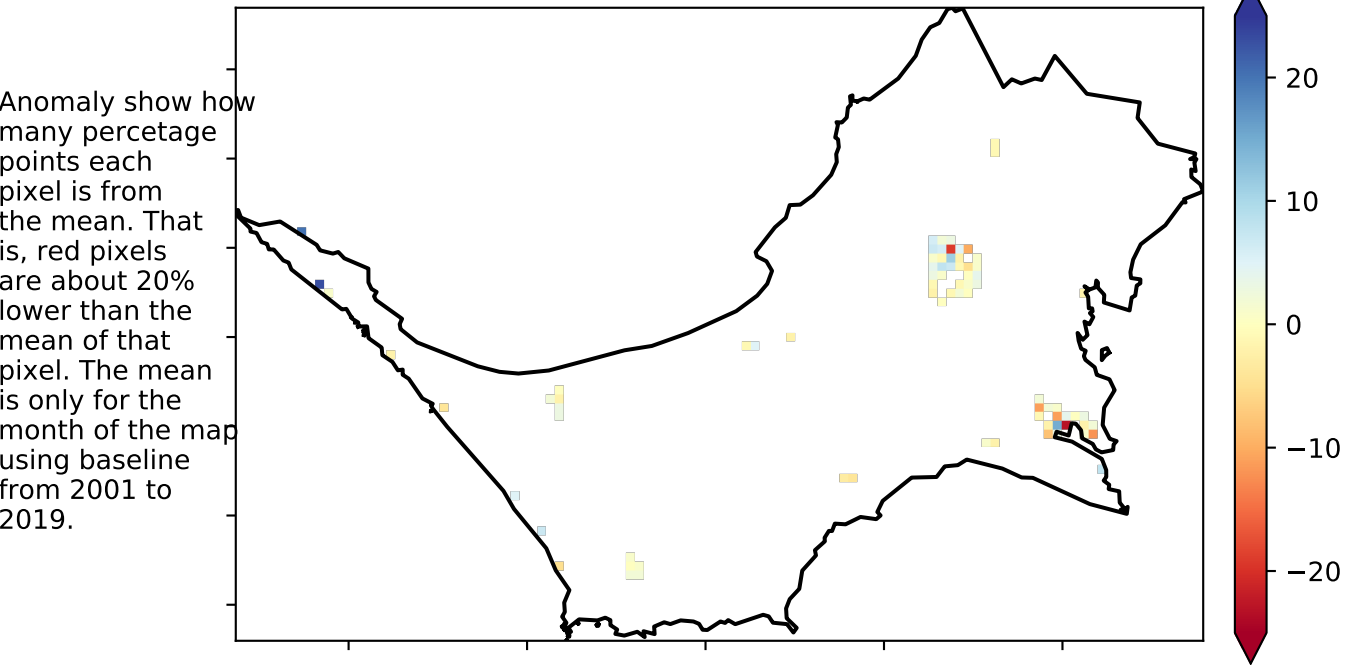 Anomaly show how
many percetage
points each
pixel is from
the mean. That
is, red pixels
are about 20%
lower than the
mean of that
pixel. The mean
is only for the
month of the map
using baseline
from 2001 to
2019.
20
10
0
−10
−20